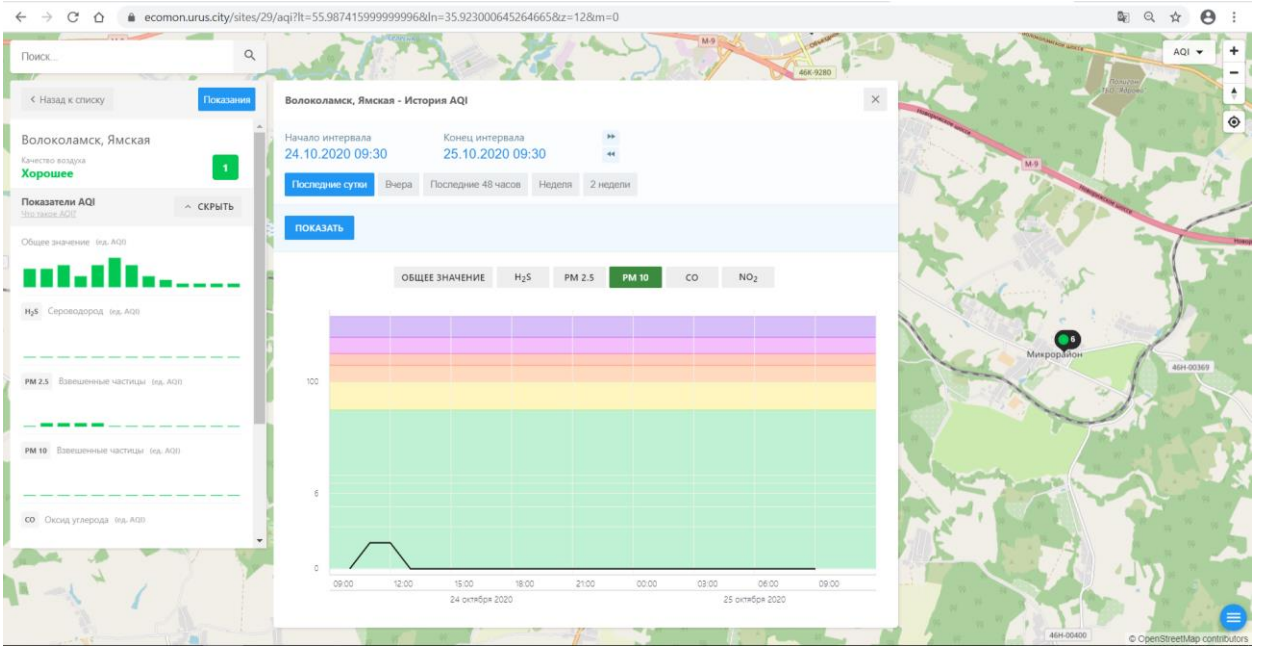 ecomon.urus.city/sites/29/aqi?lt=55.987415999999996&ln=35.923000645264665&z=12&m=0
Поиск...
М-9
46К-9280
AQI
+
−
Назад к списку
Показания
Волоколамск, Ямская - История AQI
×
Волоколамск, Ямская
Качество воздуха
Хорошее
1
Начало интервала
Конец интервала
24.10.2020 09:30
25.10.2020 09:30
Последние сутки
Вчера
Последние 48 часов
Неделя
2 недели
Показатели AQI
Что такое AQI?
СКРЫТЬ
ПОКАЗАТЬ
Общее значение (ед. AQI)
ОБЩЕЕ ЗНАЧЕНИЕ
H₂S
PM 2.5
PM 10
CO
NO₂
H₂S Сероводород (ед. AQI)
PM 2.5 Взвешенные частицы (ед. AQI)
PM 10 Взвешенные частицы (ед. AQI)
CO Оксид углерода (ед. AQI)
100
0
09:00 12:00 15:00 18:00 21:00 00:00 03:00 06:00 09:00
24 октября 2020
25 октября 2020
М-9
Новорижское шоссе
6
Микрорайон
46Н-00369
46Н-00400
© OpenStreetMap contributors